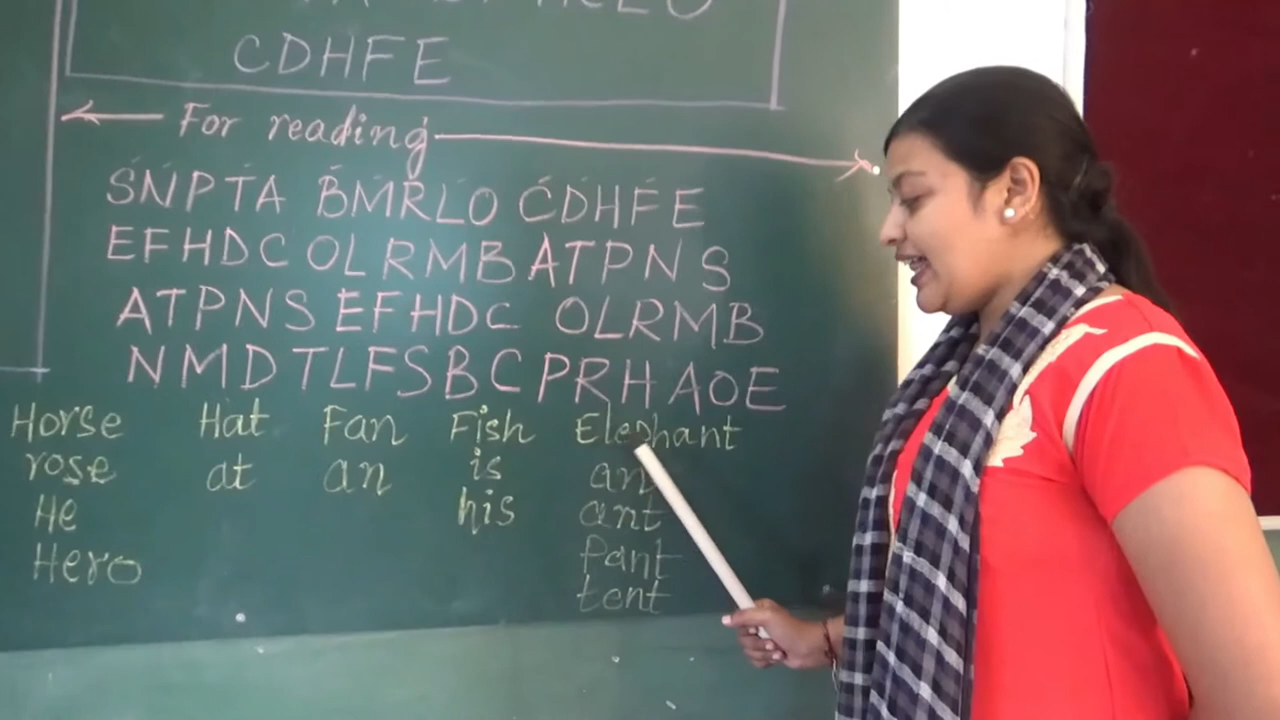 CDHFE
For reading
SNPTA BMRLO CDHFE
EFHDC OLRMB ATPNS
ATPNS EFHDC OLRMB
NMDTLFSBCPRHAOE
Horse Hat Fan Fish Elephant
rose at an is an
He his ant
Hero Pant
tent